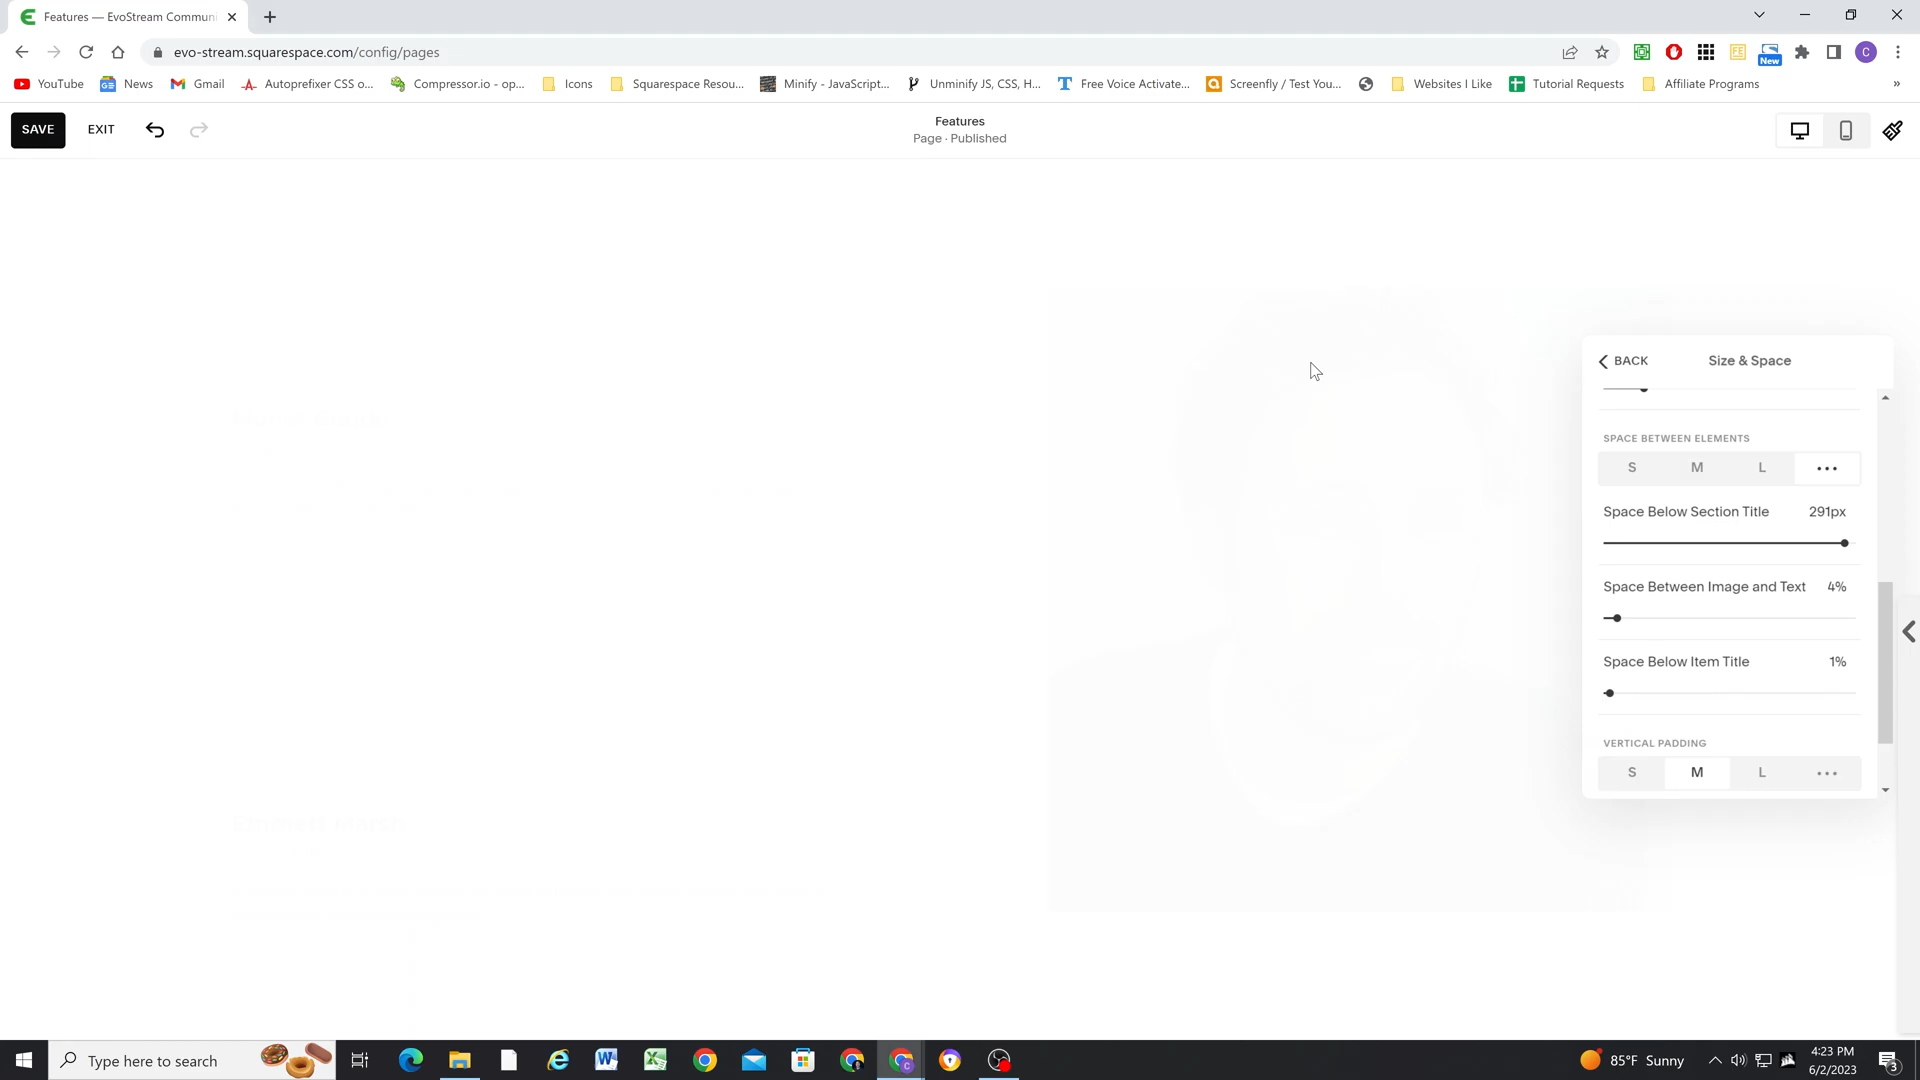 Features — EvoStream Communi
evo-stream.squarespace.com/config/pages
New
C
YouTube
News
Gmail
Autoprefixer CSS o...
Compressor.io - op...
Icons
Squarespace Resou...
Minify - JavaScript...
Unminify JS, CSS, H...
Free Voice Activate...
Screenfly / Test You...
Websites I Like
Tutorial Requests
Affiliate Programs
»
SAVE
EXIT
Features
Page · Published
BACK
Size & Space
SPACE BETWEEN ELEMENTS
S M L ...
Space Below Section Title 291px
Space Between Image and Text 4%
Space Below Item Title 1%
VERTICAL PADDING
S M L ...
Type here to search
85°F Sunny
4:23 PM
6/2/2023
3